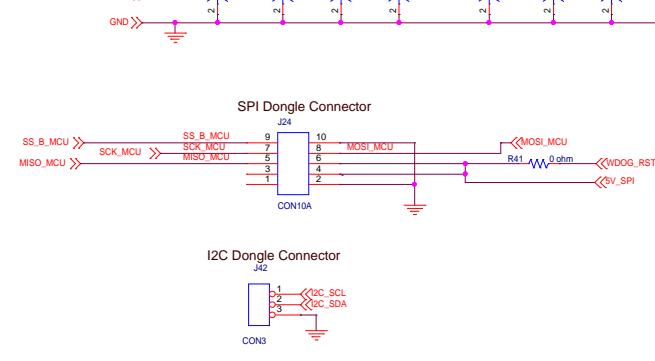 2 2 2 2 2 2 2
GND
SPI Dongle Connector
J24
SS_B_MCU SS_B_MCU 9 10 MOSI_MCU
SCK_MCU SCK_MCU 7 8 MOSI_MCU
MISO_MCU MISO_MCU 5 6 R41 0 ohm WDOG_RST
3 4
1 2 5V_SPI
CON10A
I2C Dongle Connector
J42
1 I2C_SCL
2 I2C_SDA
3
CON3